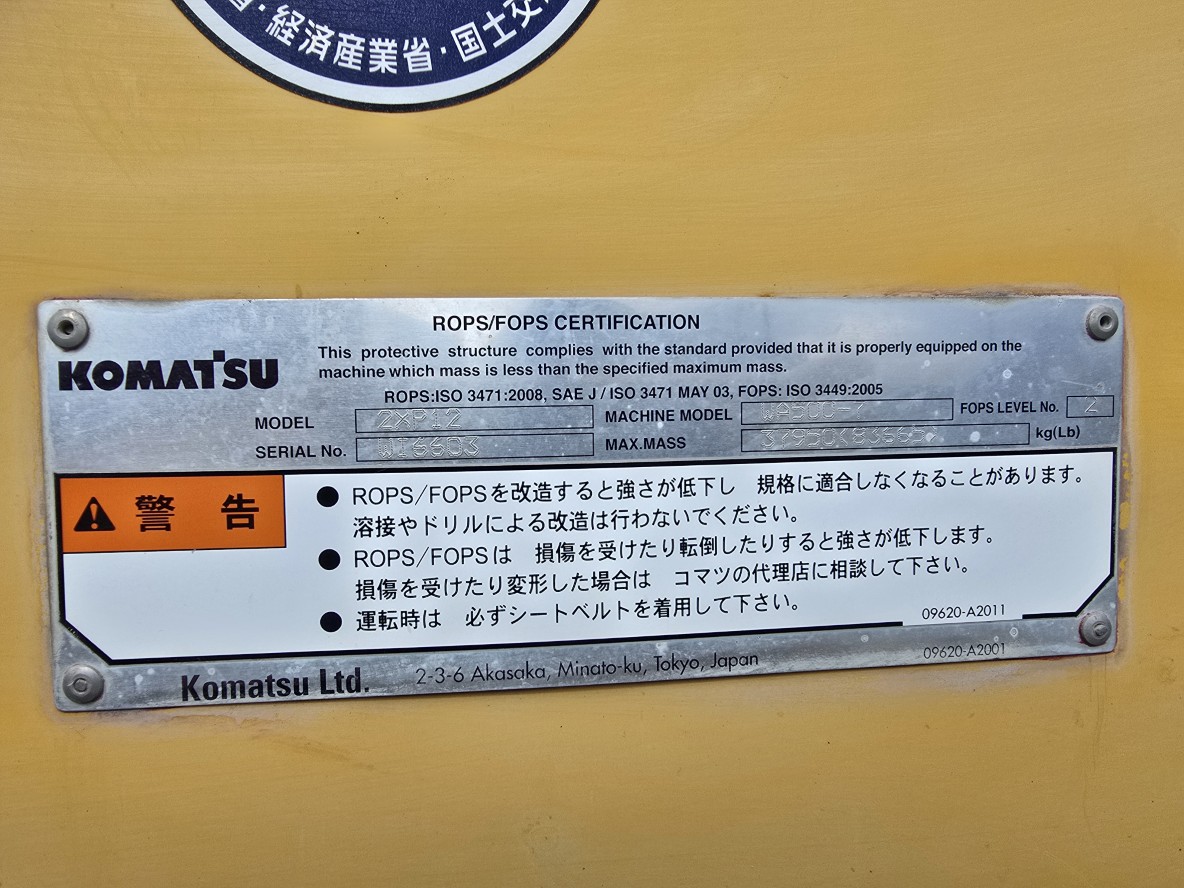 省・経済産業省・国土交
ROPS/FOPS CERTIFICATION
KOMATSU
This protective structure complies with the standard provided that it is properly equipped on the
machine which mass is less than the specified maximum mass.
ROPS:ISO 3471:2008, SAE J / ISO 3471 MAY 03, FOPS: ISO 3449:2005
MODEL 2XP12 MACHINE MODEL WA500-7 FOPS LEVEL No. 2
SERIAL No. WI6603 MAX.MASS kg(Lb)
警 告
● ROPS/FOPSを改造すると強さが低下し 規格に適合しなくなることがあります。
溶接やドリルによる改造は行わないでください。
● ROPS/FOPSは 損傷を受けたり転倒したりすると強さが低下します。
損傷を受けたり変形した場合は コマツの代理店に相談して下さい。
● 運転時は 必ずシートベルトを着用して下さい。
09620-A2011
Komatsu Ltd. 2-3-6 Akasaka, Minato-ku, Tokyo, Japan 09620-A2001